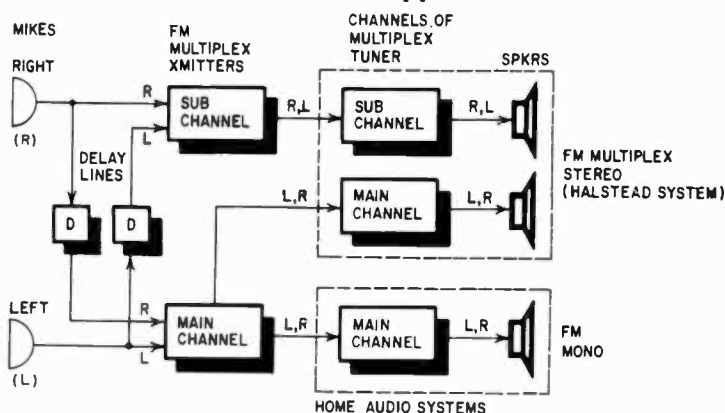 MIKES
RIGHT
(R)
FM
MULTIPLEX
XMITTERS
CHANNELS OF
MULTIPLEX
TUNER
SPKRS
R
L
SUB
CHANNEL
R,L
SUB
CHANNEL
R,L
DELAY
LINES
D
D
L,R
MAIN
CHANNEL
L,R
FM MULTIPLEX
STEREO
(HALSTEAD SYSTEM)
LEFT
(L)
R
L
MAIN
CHANNEL
L,R
MAIN
CHANNEL
L,R
FM
MONO
HOME AUDIO SYSTEMS